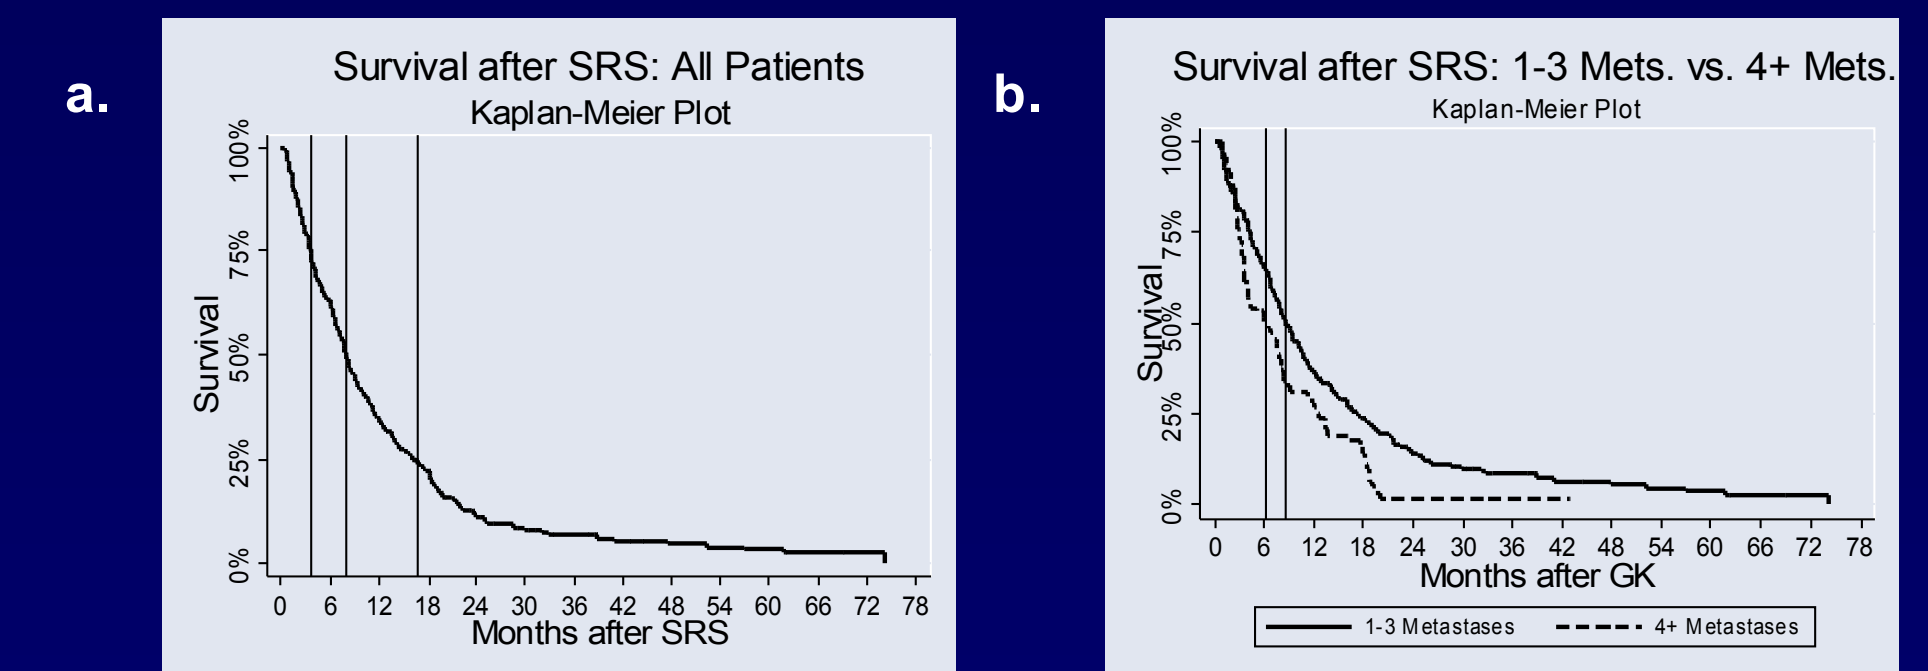 a.
Survival after SRS: All Patients
Kaplan-Meier Plot
100%
75%
50%
25%
0%
Survival
0 6 12 18 24 30 36 42 48 54 60 66 72 78
Months after SRS
b.
Survival after SRS: 1-3 Mets. vs. 4+ Mets.
Kaplan-Meier Plot
100%
75%
50%
25%
0%
Survival
0 6 12 18 24 30 36 42 48 54 60 66 72 78
Months after GK
1-3 Metastases 4+ Metastases